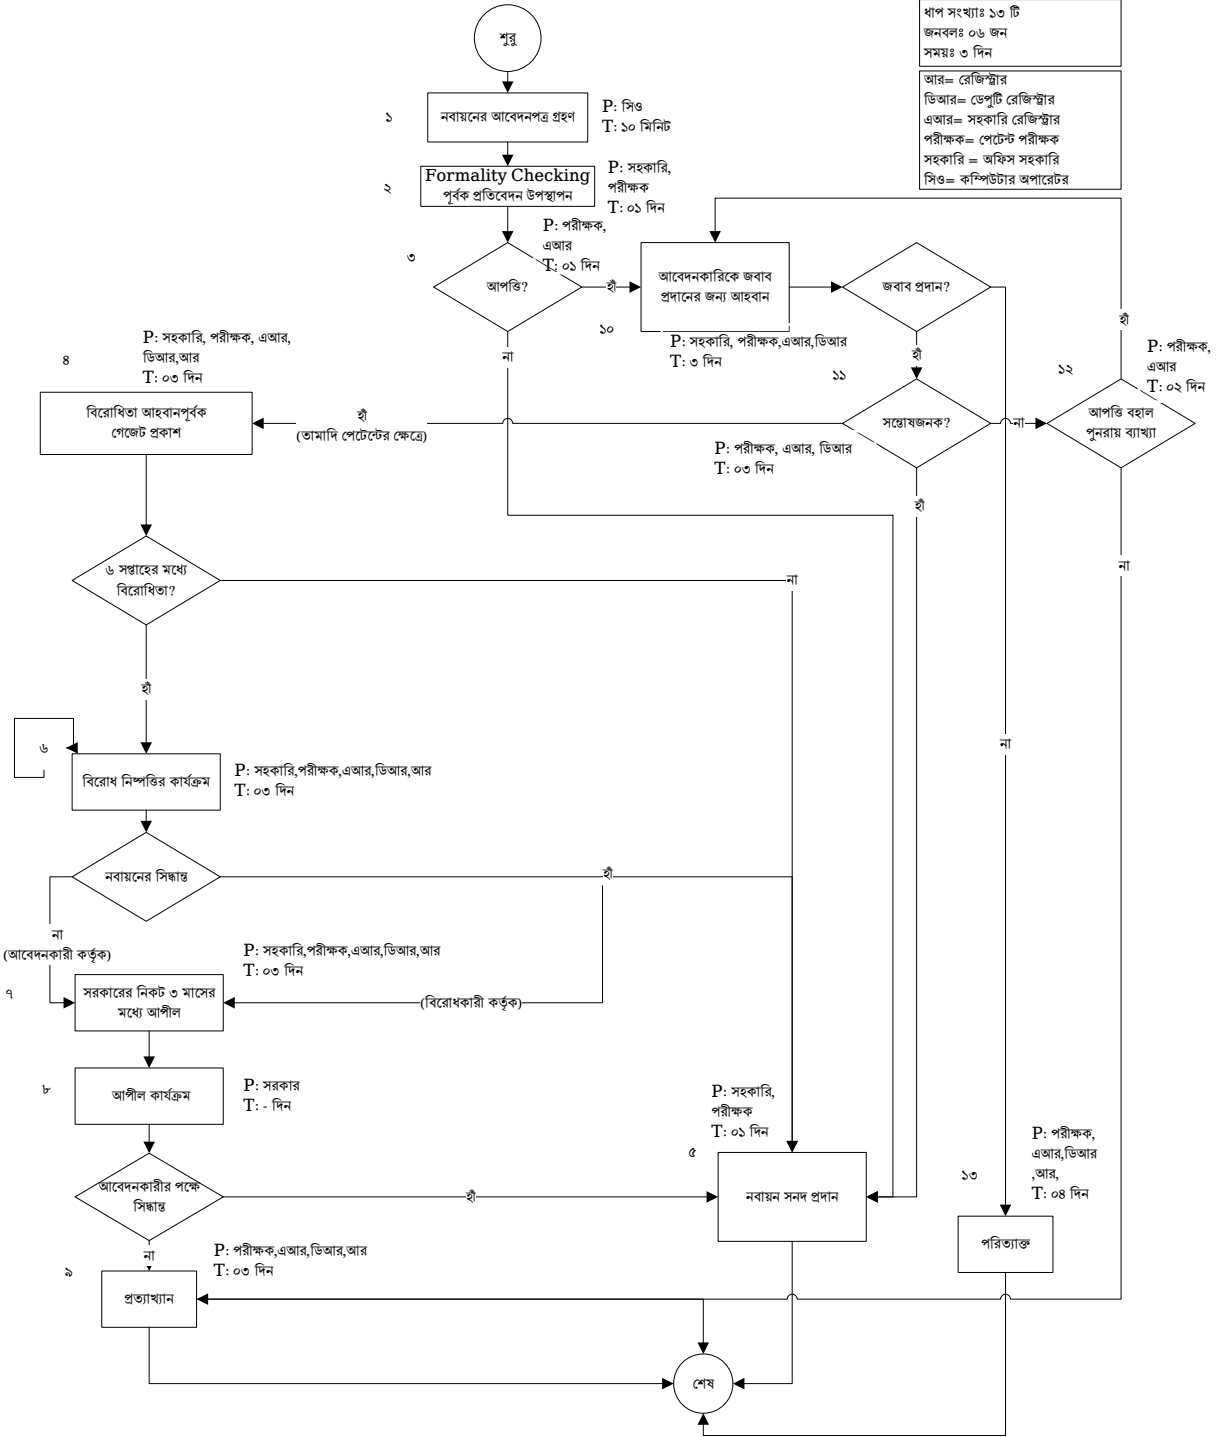 ধাপ সংখ্যাঃ ১৩ টি
জনবলঃ ০৬ জন
সময়ঃ ৩ দিন
আর= রেজিস্ট্রার
ডিআর= ডেপুটি রেজিস্ট্রার
এআর= সহকারি রেজিস্ট্রার
পরীক্ষক= পেটেন্ট পরীক্ষক
সহকারি = অফিস সহকারি
সিও= কম্পিউটার অপারেটর
শুরু
১
নবায়নের আবেদনপত্র গ্রহণ
P: সিও
T: ১০ মিনিট
২
Formality Checking
পূর্বক প্রতিবেদন উপস্থাপন
P: সহকারি,
পরীক্ষক
T: ০১ দিন
৩
আপত্তি?
P: পরীক্ষক,
এআর
T: ০১ দিন
হাঁ
না
১০
আবেদনকারিকে জবাব
প্রদানের জন্য আহবান
P: সহকারি, পরীক্ষক,এআর,ডিআর
T: ৩ দিন
জবাব প্রদান?
হাঁ
না
১১
সন্তোষজনক?
P: পরীক্ষক, এআর, ডিআর
T: ০৩ দিন
না
হাঁ
হাঁ
(তামাদি পেটেন্টের ক্ষেত্রে)
১২
আপত্তি বহাল
পুনরায় ব্যাখ্যা
P: পরীক্ষক,
এআর
T: ০২ দিন
হাঁ
না
৪
P: সহকারি, পরীক্ষক, এআর,
ডিআর,আর
T: ০৩ দিন
বিরোধিতা আহবানপূর্বক
গেজেট প্রকাশ
৬ সপ্তাহের মধ্যে
বিরোধিতা?
না
হাঁ
৬
বিরোধ নিষ্পত্তির কার্যক্রম
P: সহকারি,পরীক্ষক,এআর,ডিআর,আর
T: ০৩ দিন
নবায়নের সিদ্ধান্ত
হাঁ
না
(আবেদনকারী কর্তৃক)
৭
সরকারের নিকট ৩ মাসের
মধ্যে আপীল
P: সহকারি,পরীক্ষক,এআর,ডিআর,আর
T: ০৩ দিন
(বিরোধকারী কর্তৃক)
৮
আপীল কার্যক্রম
P: সরকার
T: - দিন
আবেদনকারীর পক্ষে
সিদ্ধান্ত
হাঁ
না
৫
নবায়ন সনদ প্রদান
P: সহকারি,
পরীক্ষক
T: ০১ দিন
১৩
পরিত্যাক্ত
P: পরীক্ষক,
এআর,ডিআর
,আর,
T: ০৪ দিন
৯
প্রত্যাখ্যান
P: পরীক্ষক,এআর,ডিআর,আর
T: ০৩ দিন
শেষ